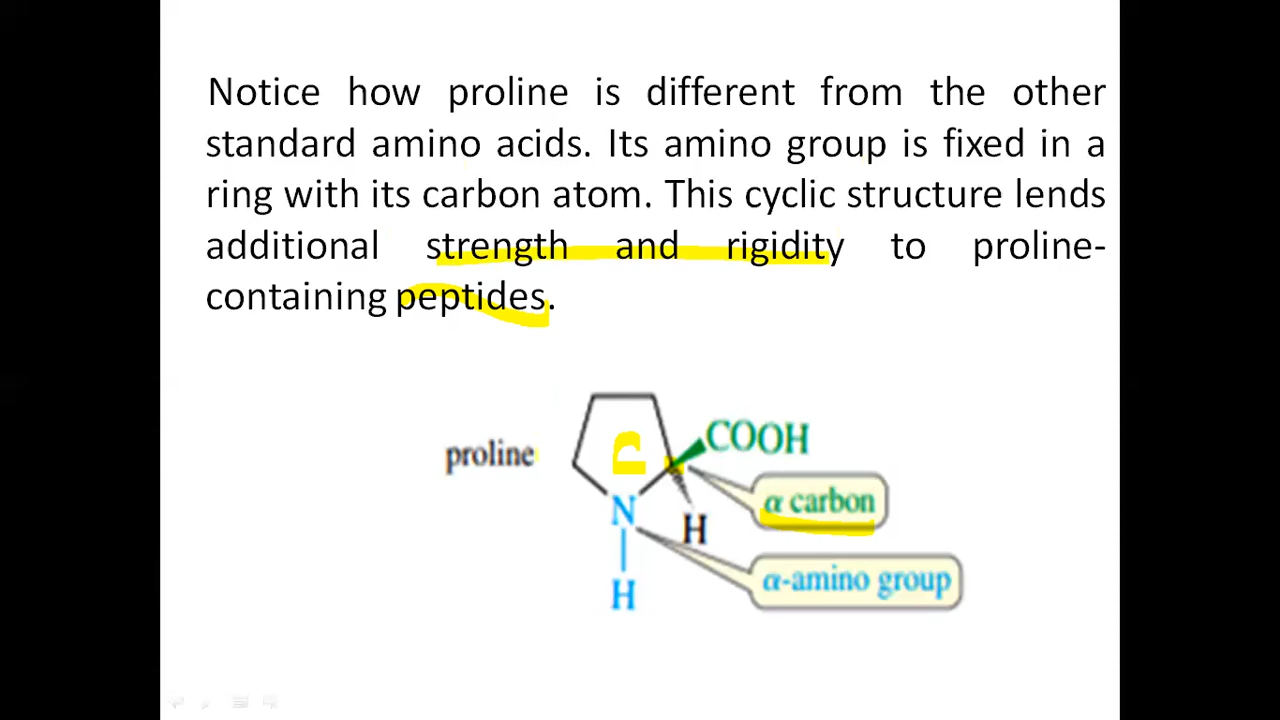 Notice how proline is different from the other
standard amino acids. Its amino group is fixed in a
ring with its carbon atom. This cyclic structure lends
additional strength and rigidity to proline-
containing peptides.
COOH
proline
α carbon
N
H
α-amino group
H